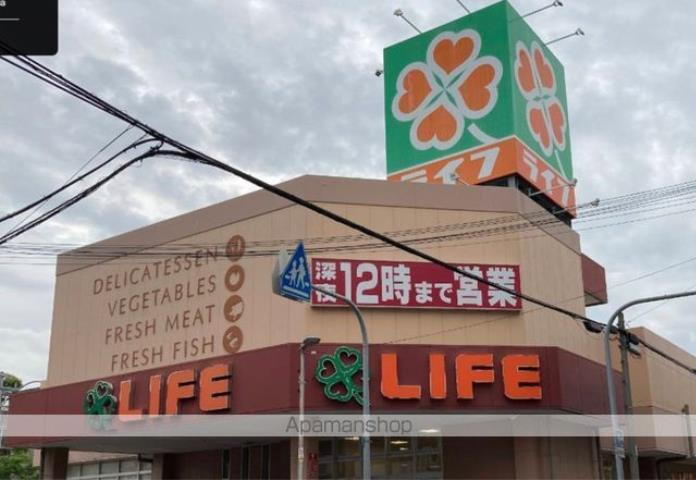 ライフ
ライフ
DELICATESSEN
VEGETABLES
FRESH MEAT
FRESH FISH
深夜12時まで営業
LIFE
LIFE
Apamanshop